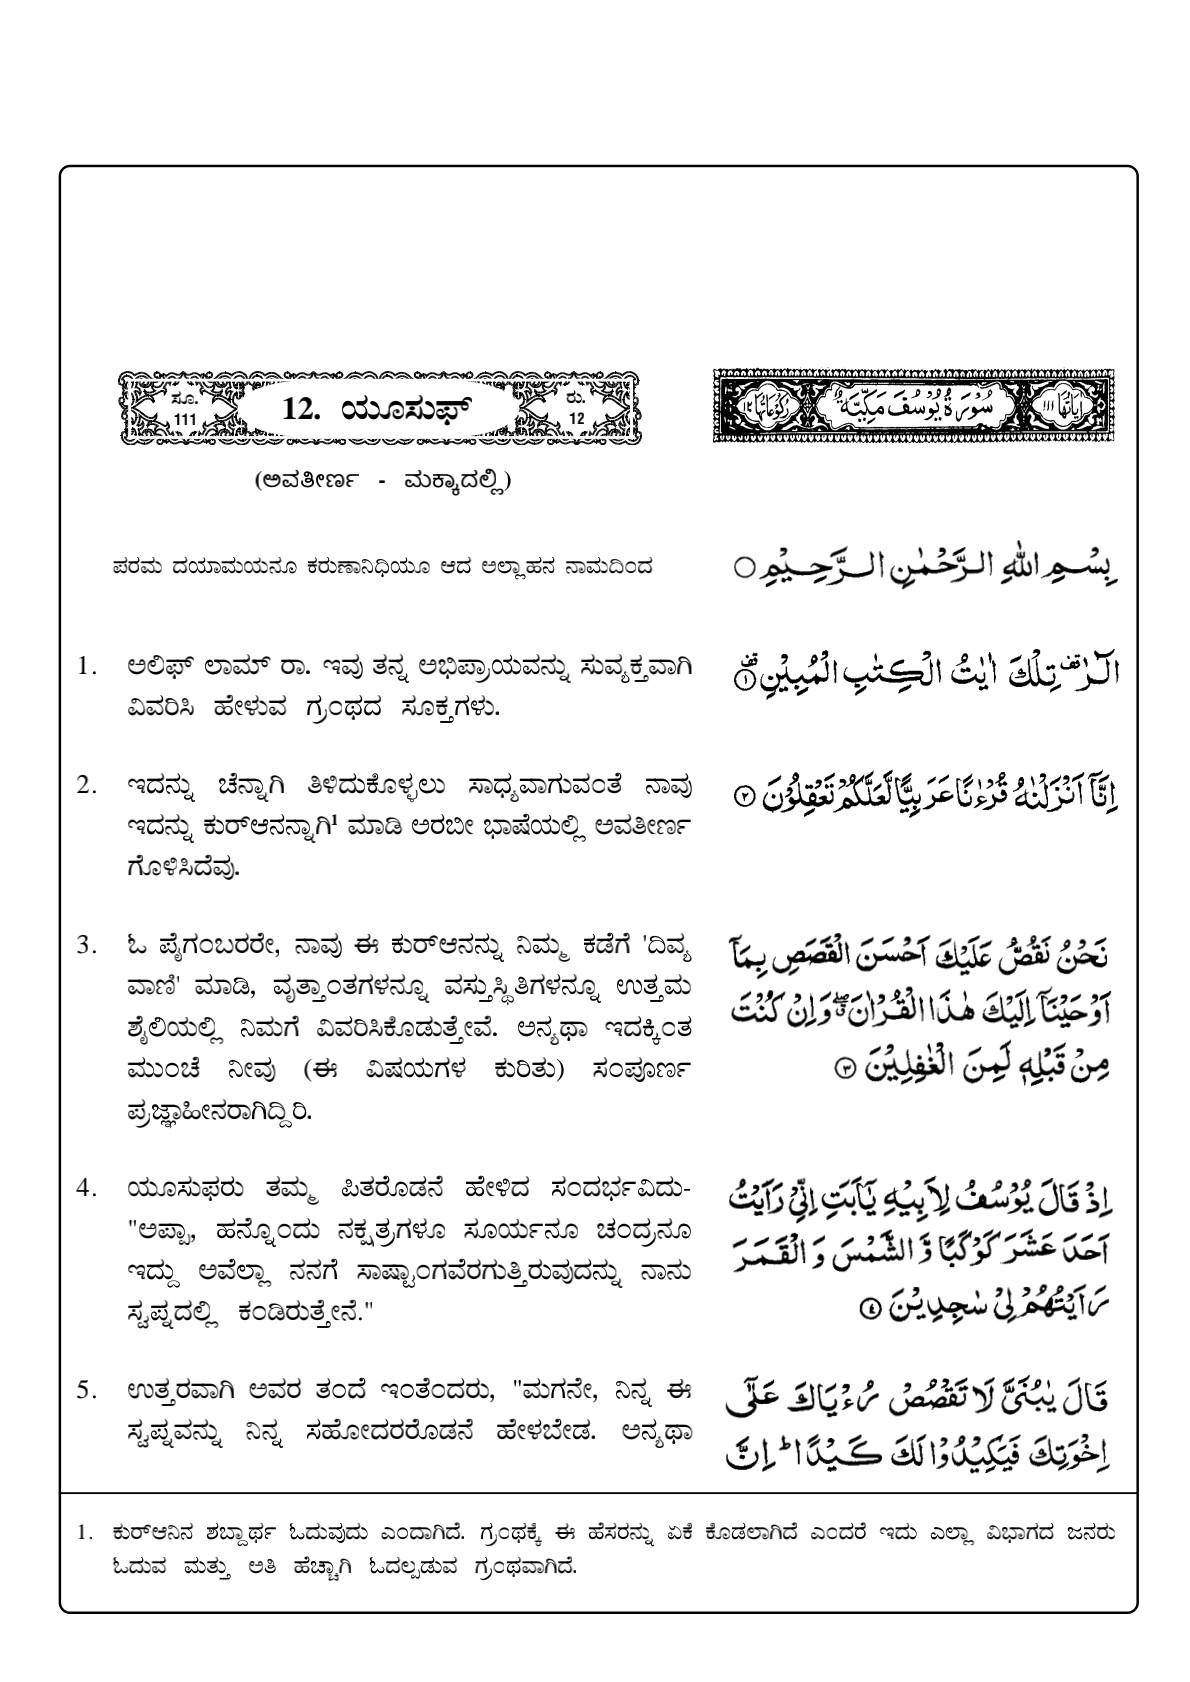 ಸೂ.
111
12. ಯೂಸುಫ್
ರು.
12
اٰيَاتُهَا ١١١
سُوْرَةُ يُوْسُفَ مَكِّيَّةٌ
رُكُوْعَاتُهَا ١٢
(ಅವತೀರ್ಣ - ಮಕ್ಕಾದಲ್ಲಿ)
ಪರಮ ದಯಾಮಯನೂ ಕರುಣಾನಿಧಿಯೂ ಆದ ಅಲ್ಲಾಹನ ನಾಮದಿಂದ
بِسْمِ اللّٰهِ الرَّحْمٰنِ الرَّحِيْمِ ○
1. ಅಲಿಫ್ ಲಾಮ್ ರಾ. ಇವು ತನ್ನ ಅಭಿಪ್ರಾಯವನ್ನು ಸುವ್ಯಕ್ತವಾಗಿ
ವಿವರಿಸಿ ಹೇಳುವ ಗ್ರಂಥದ ಸೂಕ್ತಗಳು.
الٓرٰ ۫ تِلْكَ اٰيٰتُ الْكِتٰبِ الْمُبِيْنِ ۟ ١
2. ಇದನ್ನು ಚೆನ್ನಾಗಿ ತಿಳಿದುಕೊಳ್ಳಲು ಸಾಧ್ಯವಾಗುವಂತೆ ನಾವು
ಇದನ್ನು ಕುರ್‌ಆನನ್ನಾಗಿ¹ ಮಾಡಿ ಅರಬೀ ಭಾಷೆಯಲ್ಲಿ ಅವತೀರ್ಣ
ಗೊಳಿಸಿದೆವು.
اِنَّآ اَنْزَلْنٰهُ قُرْءٰنًا عَرَبِيًّا لَّعَلَّكُمْ تَعْقِلُوْنَ ٢
3. ಓ ಪೈಗಂಬರರೇ, ನಾವು ಈ ಕುರ್‌ಆನನ್ನು ನಿಮ್ಮ ಕಡೆಗೆ 'ದಿವ್ಯ
ವಾಣಿ' ಮಾಡಿ, ವೃತ್ತಾಂತಗಳನ್ನೂ ವಸ್ತುಸ್ಥಿತಿಗಳನ್ನೂ ಉತ್ತಮ
ಶೈಲಿಯಲ್ಲಿ ನಿಮಗೆ ವಿವರಿಸಿಕೊಡುತ್ತೇವೆ. ಅನ್ಯಥಾ ಇದಕ್ಕಿಂತ
ಮುಂಚೆ ನೀವು (ಈ ವಿಷಯಗಳ ಕುರಿತು) ಸಂಪೂರ್ಣ
ಪ್ರಜ್ಞಾಹೀನರಾಗಿದ್ದಿರಿ.
نَحْنُ نَقُصُّ عَلَيْكَ اَحْسَنَ الْقَصَصِ بِمَآ
اَوْحَيْنَآ اِلَيْكَ هٰذَا الْقُرْاٰنَ ۖ وَاِنْ كُنْتَ
مِنْ قَبْلِهٖ لَمِنَ الْغٰفِلِيْنَ ٣
4. ಯೂಸುಫರು ತಮ್ಮ ಪಿತರೊಡನೆ ಹೇಳಿದ ಸಂದರ್ಭವಿದು-
"ಅಪ್ಪಾ, ಹನ್ನೊಂದು ನಕ್ಷತ್ರಗಳೂ ಸೂರ್ಯನೂ ಚಂದ್ರನೂ
ಇದ್ದು ಅವೆಲ್ಲಾ ನನಗೆ ಸಾಷ್ಟಾಂಗವೆರಗುತ್ತಿರುವುದನ್ನು ನಾನು
ಸ್ವಪ್ನದಲ್ಲಿ ಕಂಡಿರುತ್ತೇನೆ."
اِذْ قَالَ يُوْسُفُ لِاَبِيْهِ يٰٓاَبَتِ اِنِّيْ رَاَيْتُ
اَحَدَ عَشَرَ كَوْكَبًا وَّ الشَّمْسَ وَ الْقَمَرَ
رَاَيْتُهُمْ لِيْ سٰجِدِيْنَ ٤
5. ಉತ್ತರವಾಗಿ ಅವರ ತಂದೆ ಇಂತೆಂದರು, "ಮಗನೇ, ನಿನ್ನ ಈ
ಸ್ವಪ್ನವನ್ನು ನಿನ್ನ ಸಹೋದರರೊಡನೆ ಹೇಳಬೇಡ. ಅನ್ಯಥಾ
قَالَ يٰبُنَيَّ لَا تَقْصُصْ رُءْيَاكَ عَلٰٓى
اِخْوَتِكَ فَيَكِيْدُوْا لَكَ كَيْدًا ؕ اِنَّ
1. ಕುರ್‌ಆನಿನ ಶಬ್ದಾರ್ಥ ಓದುವುದು ಎಂದಾಗಿದೆ. ಗ್ರಂಥಕ್ಕೆ ಈ ಹೆಸರನ್ನು ಏಕೆ ಕೊಡಲಾಗಿದೆ ಎಂದರೆ ಇದು ಎಲ್ಲಾ ವಿಭಾಗದ ಜನರು
ಓದುವ ಮತ್ತು ಅತಿ ಹೆಚ್ಚಾಗಿ ಓದಲ್ಪಡುವ ಗ್ರಂಥವಾಗಿದೆ.